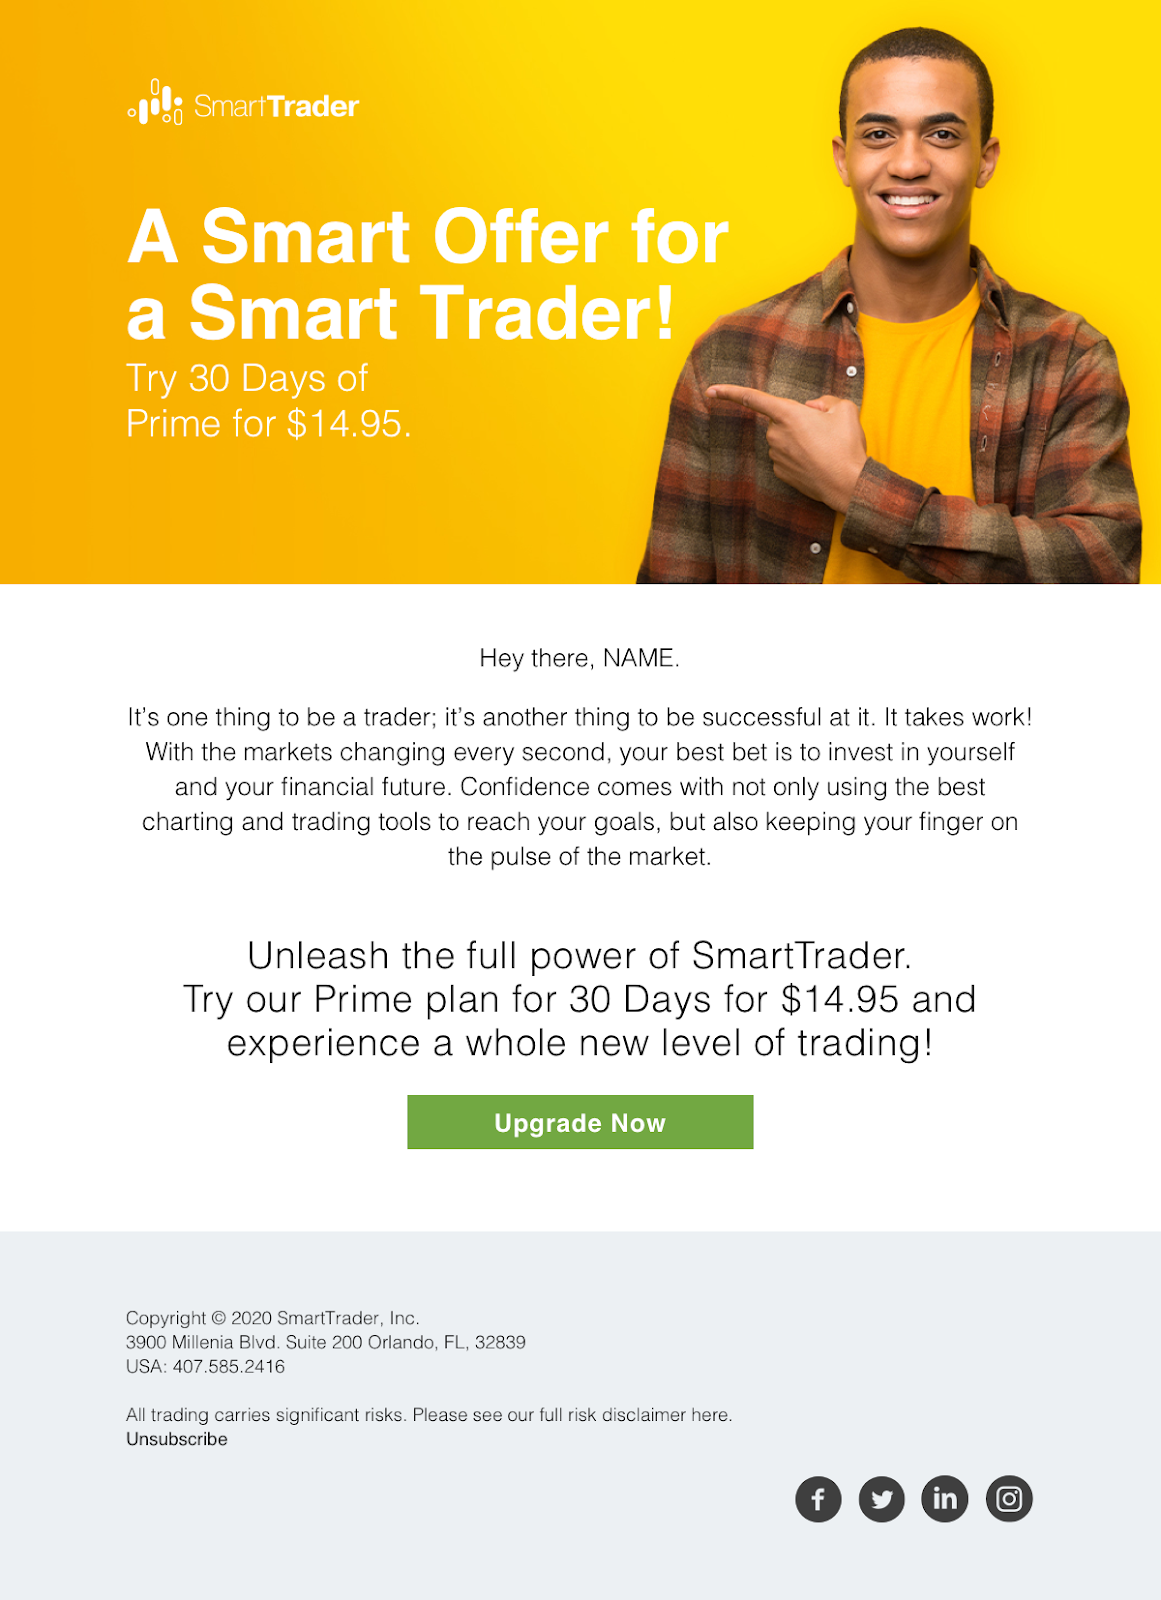 SmartTrader
A Smart Offer for
a Smart Trader!
Try 30 Days of
Prime for $14.95.
Hey there, NAME.
It’s one thing to be a trader; it’s another thing to be successful at it. It takes work!
With the markets changing every second, your best bet is to invest in yourself
and your financial future. Confidence comes with not only using the best
charting and trading tools to reach your goals, but also keeping your finger on
the pulse of the market.
Unleash the full power of SmartTrader.
Try our Prime plan for 30 Days for $14.95 and
experience a whole new level of trading!
Upgrade Now
Copyright © 2020 SmartTrader, Inc.
3900 Millenia Blvd. Suite 200 Orlando, FL, 32839
USA: 407.585.2416
All trading carries significant risks. Please see our full risk disclaimer here.
Unsubscribe